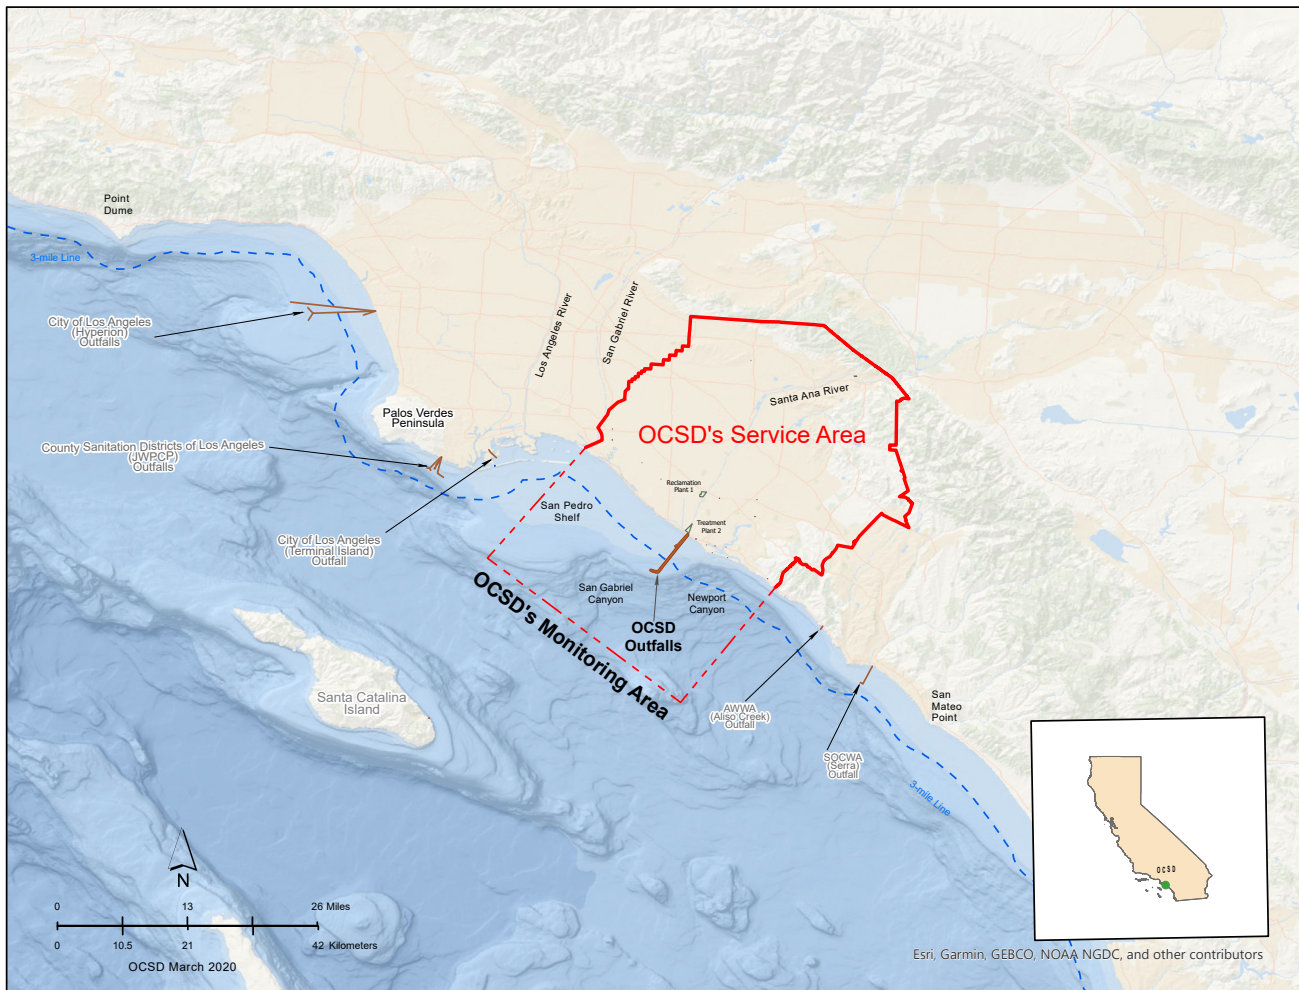 Point
Dume
3-mile Line
City of Los Angeles
(Hyperion)
Outfalls
Los Angeles River
San Gabriel River
Santa Ana River
Palos Verdes
Peninsula
OCSD's Service Area
County Sanitation Districts of Los Angeles
(JWPCP)
Outfalls
Reclamation
Plant 1
San Pedro
Shelf
Treatment
Plant 2
City of Los Angeles
(Terminal Island)
Outfall
San Gabriel
Canyon
Newport
Canyon
OCSD's Monitoring Area
OCSD
Outfalls
Santa Catalina
Island
AWWA
(Aliso Creek)
Outfall
San
Mateo
Point
SOCWA
(Serra)
Outfall
3-mile Line
OCSD
N
0 13 26 Miles
0 10.5 21 42 Kilometers
OCSD March 2020
Esri, Garmin, GEBCO, NOAA NGDC, and other contributors